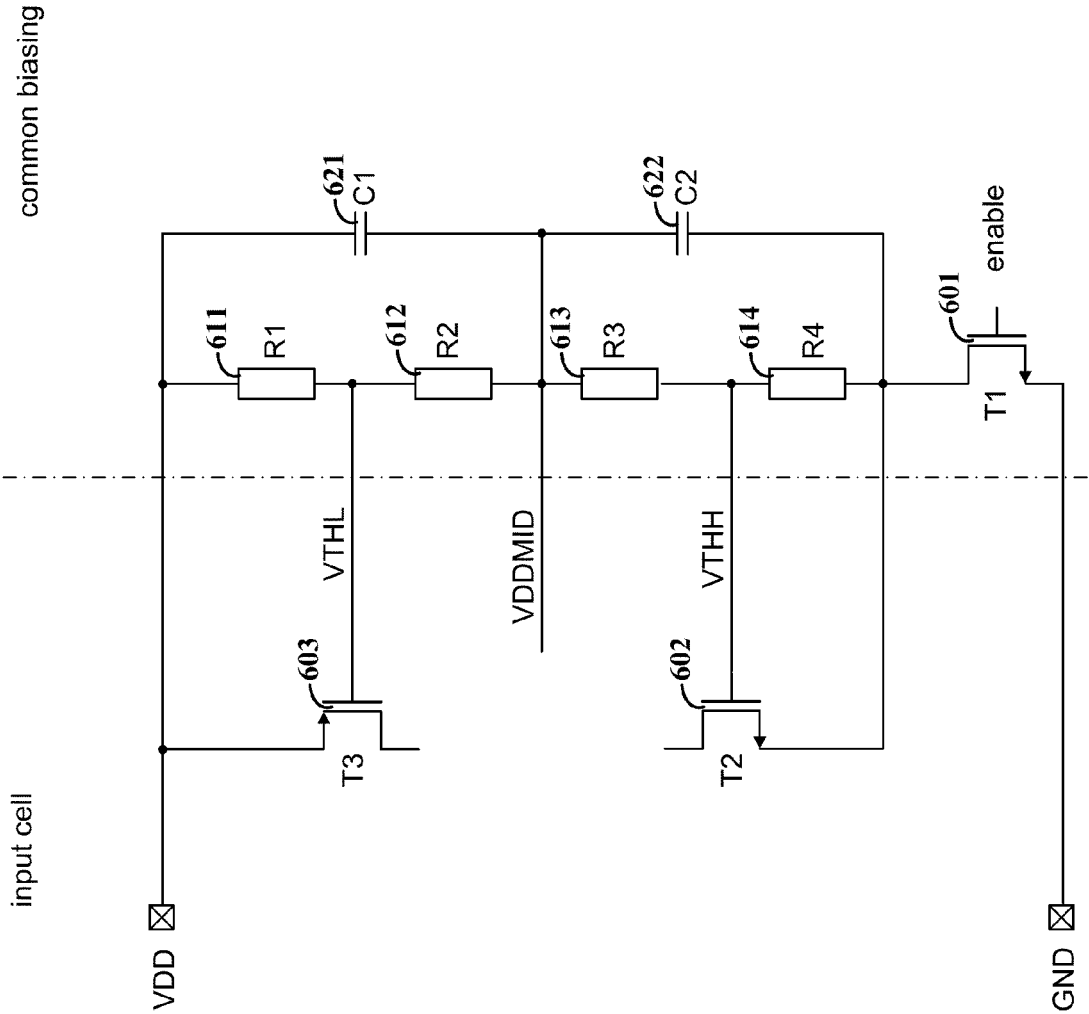 input cell
common biasing
VDD
621
C1
611
R1
612
R2
VTHL
603
T3
VDDMID
613
R3
622
C2
614
R4
VTHH
602
T2
601
T1
enable
GND